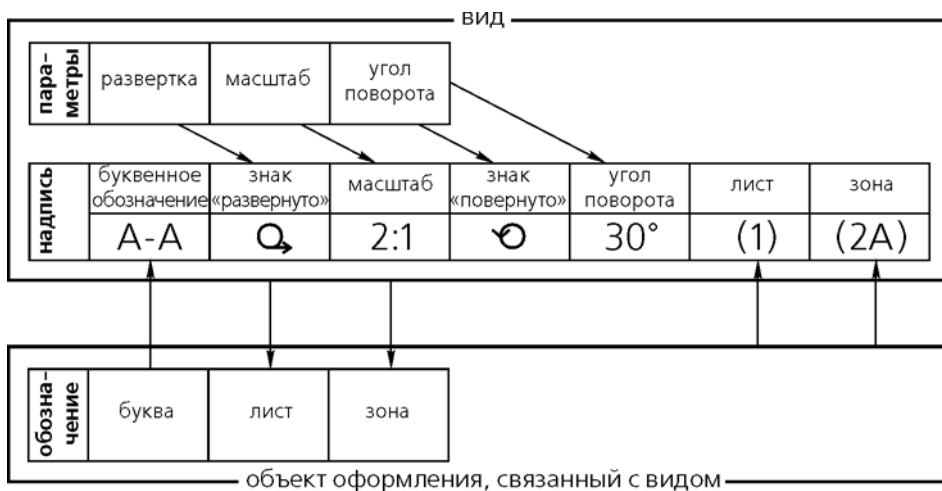 вид
пара-
метры
развертка
масштаб
угол
поворота
надпись
буквенное
обозначение
знак
«развернуто»
масштаб
знак
«повернуто»
угол
поворота
лист
зона
А-А
2:1
30°
(1)
(2А)
обозна-
чение
буква
лист
зона
объект оформления, связанный с видом